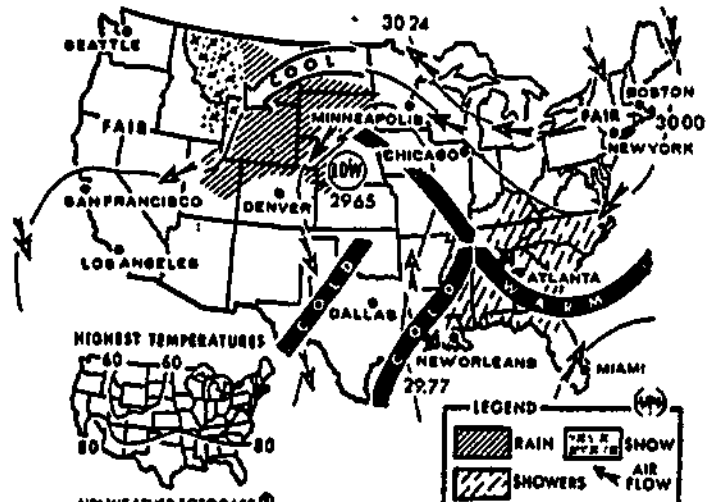 30.24
SEATTLE
COOL
BOSTON
MINNEAPOLIS
FAIR
30.00
FAIR
NEW YORK
CHICAGO
LOW
SAN FRANCISCO
DENVER
29.65
LOS ANGELES
COLD
ATLANTA
WARM
DALLAS
COLD
HIGHEST TEMPERATURES
NEW ORLEANS
MIAMI
60
60
29.77
LEGEND
80
80
RAIN
SNOW
SHOWERS
AIR
FLOW